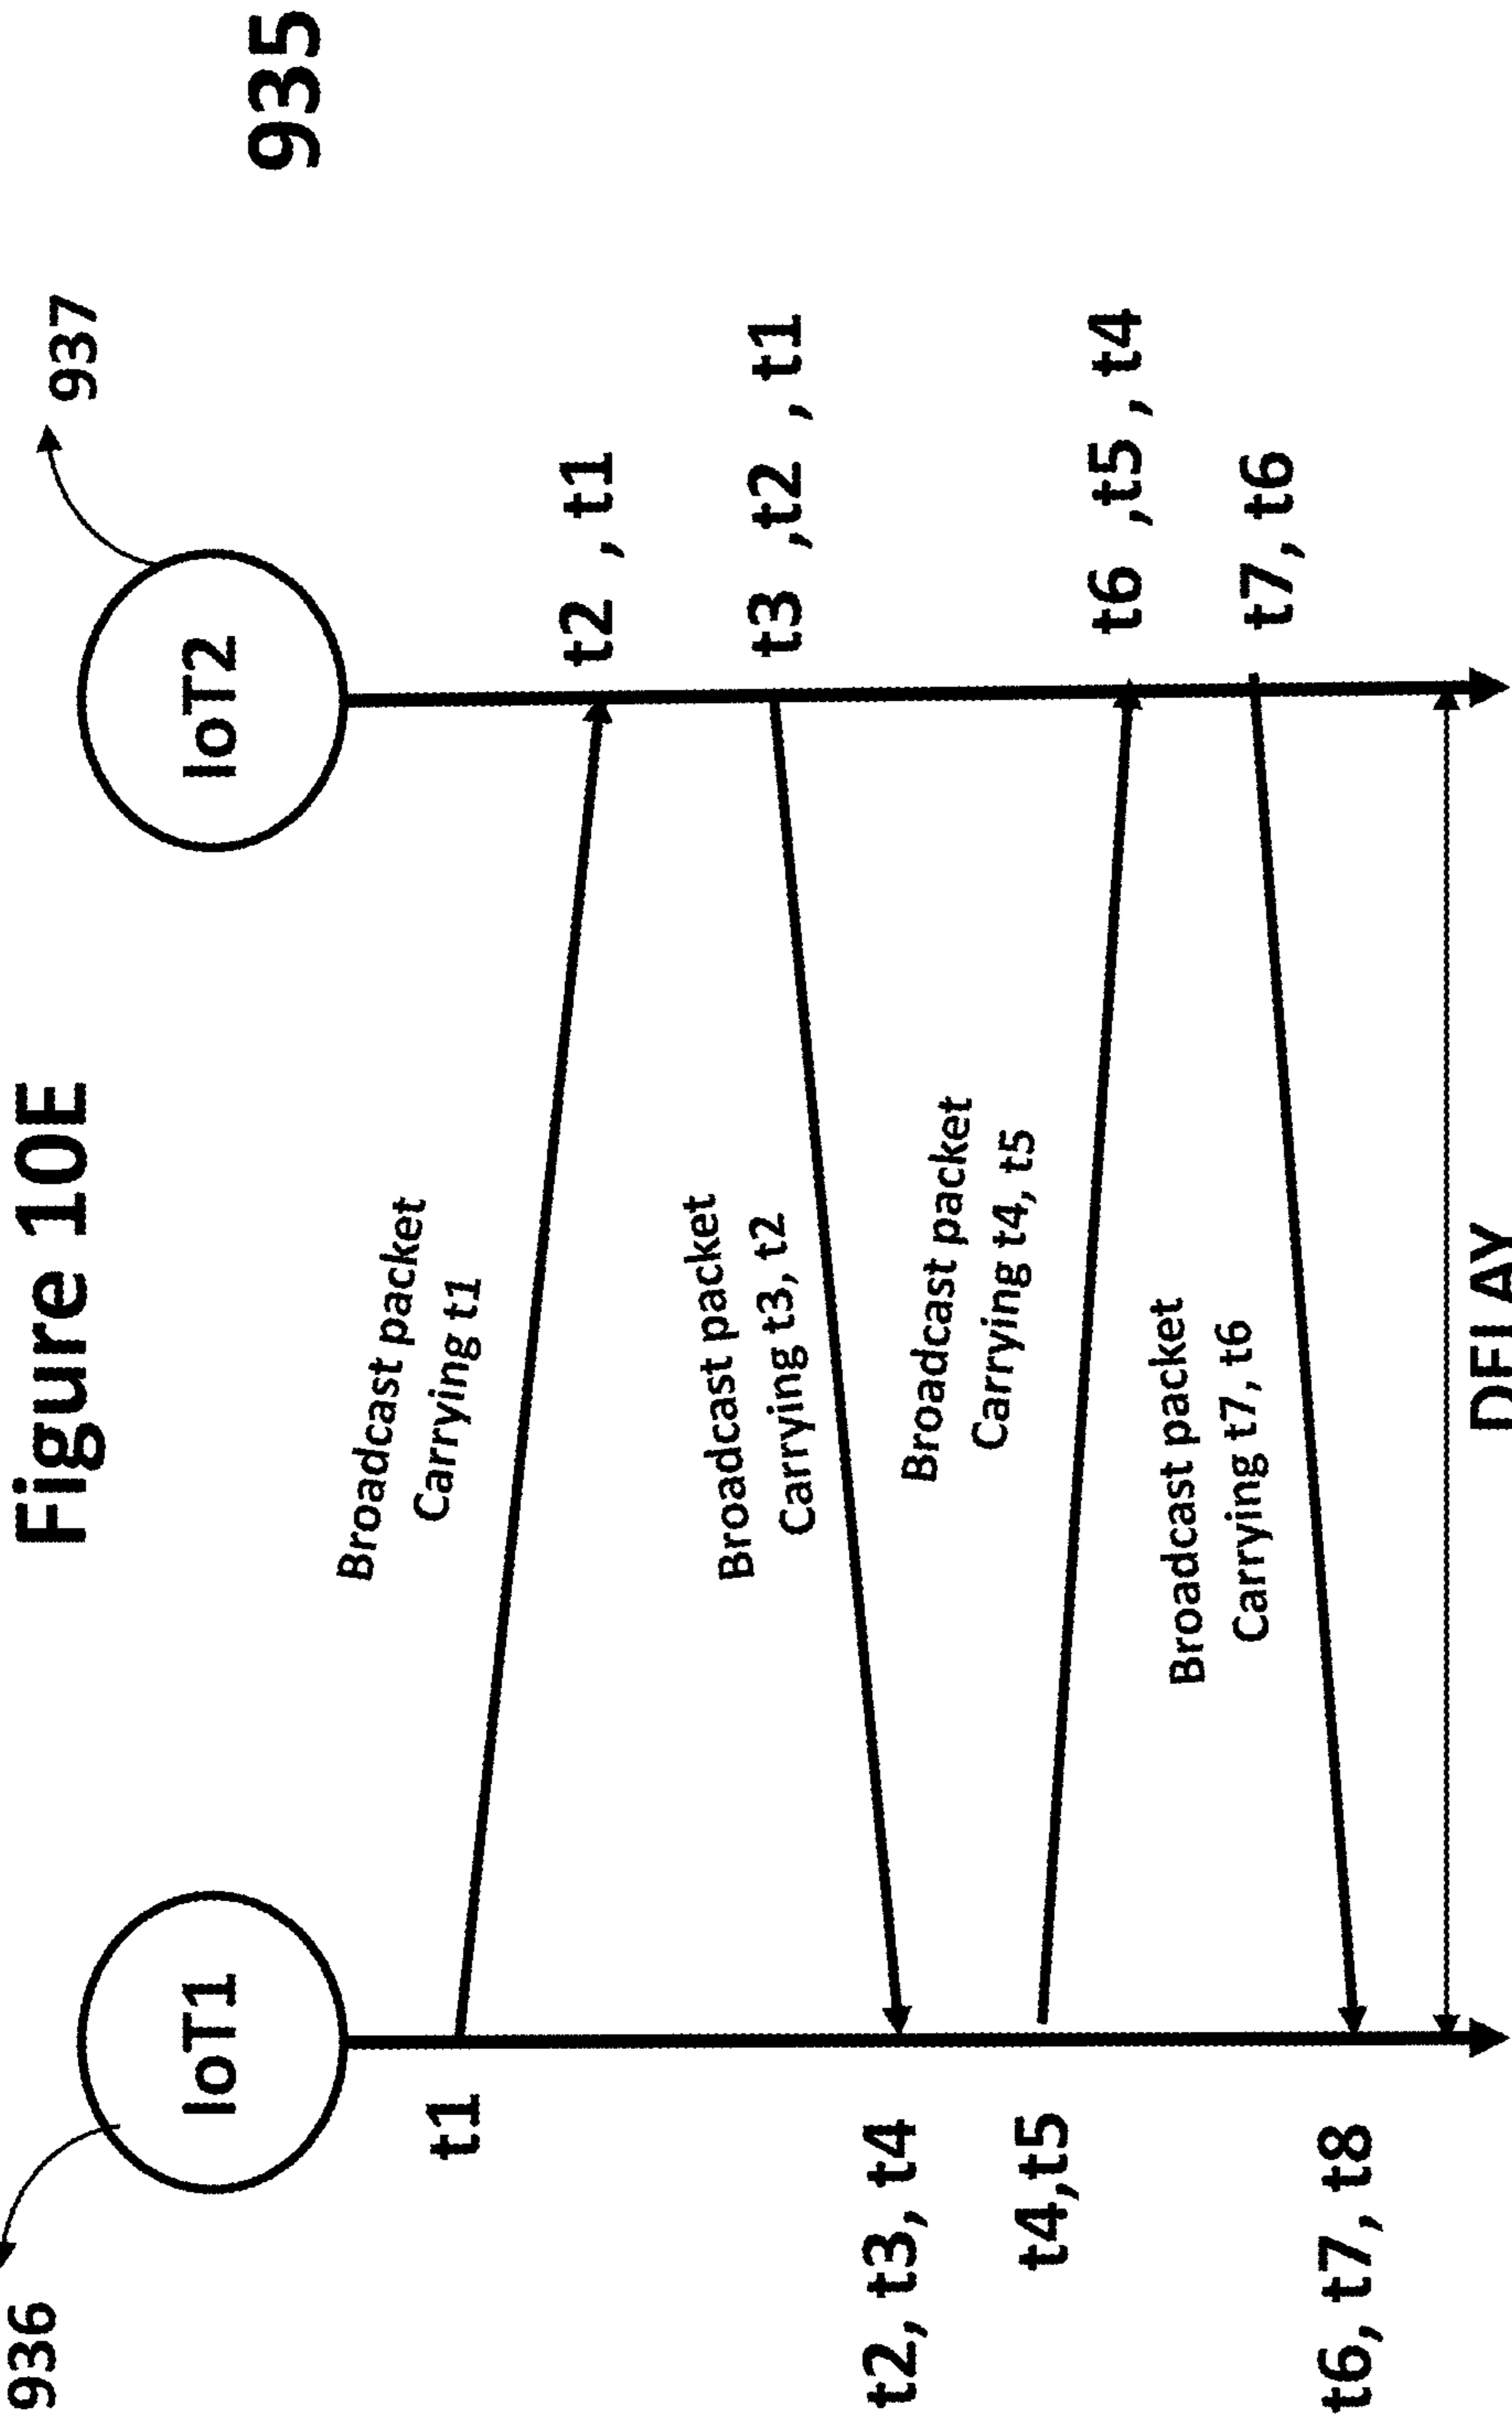 Figure 10E
935
936
937
IoT1
IoT2
Broadcast packet
Carrying t1
t1
t2 , t1
Broadcast packet
Carrying t3, t2
t3 ,t2 , t1
t2, t3, t4
Broadcast packet
Carrying t4, t5
t4,t5
t6 ,t5 , t4
Broadcast packet
Carrying t7, t6
t7, t6
t6, t7, t8
DELAY